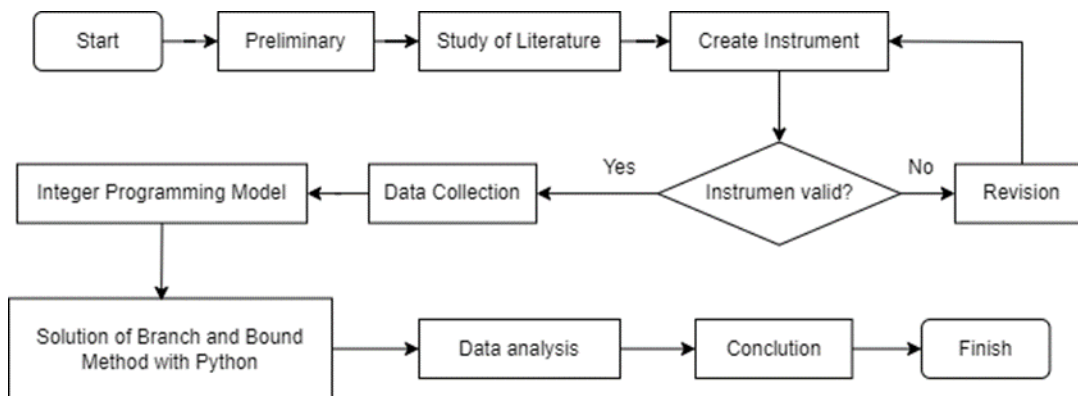 Start
Preliminary
Study of Literature
Create Instrument
Yes
No
Integer Programming Model
Data Collection
Instrumen valid?
Revision
Solution of Branch and Bound
Method with Python
Data analysis
Conclution
Finish